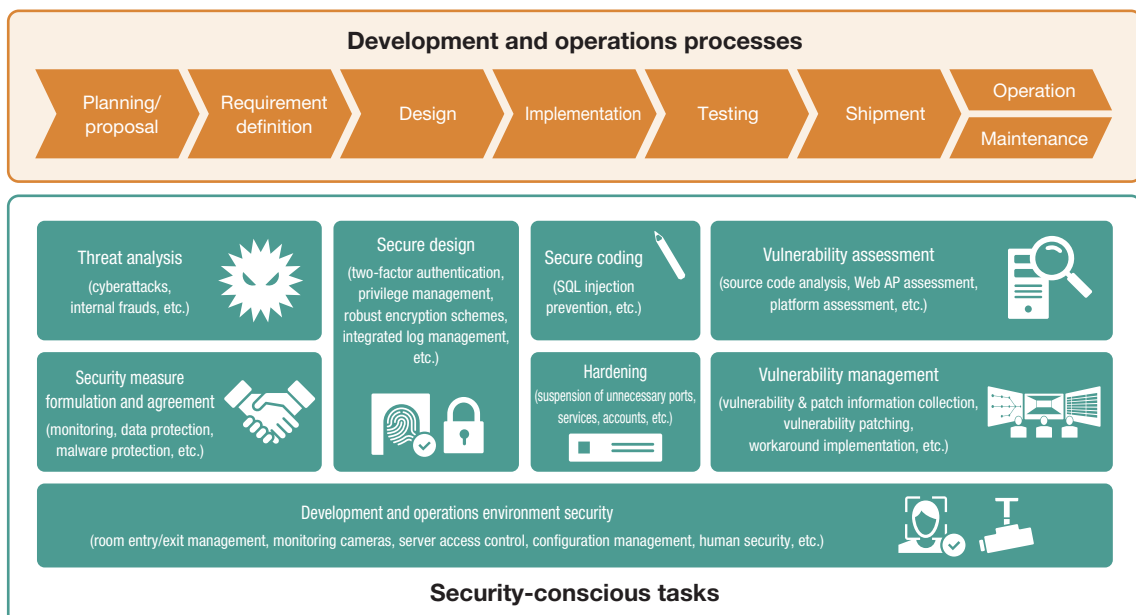 Development and operations processes
Planning/
proposal
Requirement
definition
Design
Implementation
Testing
Shipment
Operation
Maintenance
Threat analysis
(cyberattacks,
internal frauds, etc.)
Security measure
formulation and agreement
(monitoring, data protection,
malware protection, etc.)
Secure design
(two-factor authentication,
privilege management,
robust encryption schemes,
integrated log management,
etc.)
Secure coding
(SQL injection
prevention, etc.)
Hardening
(suspension of unnecessary ports,
services, accounts, etc.)
Vulnerability assessment
(source code analysis, Web AP assessment,
platform assessment, etc.)
Vulnerability management
(vulnerability & patch information collection,
vulnerability patching,
workaround implementation, etc.)
Development and operations environment security
(room entry/exit management, monitoring cameras, server access control, configuration management, human security, etc.)
Security-conscious tasks